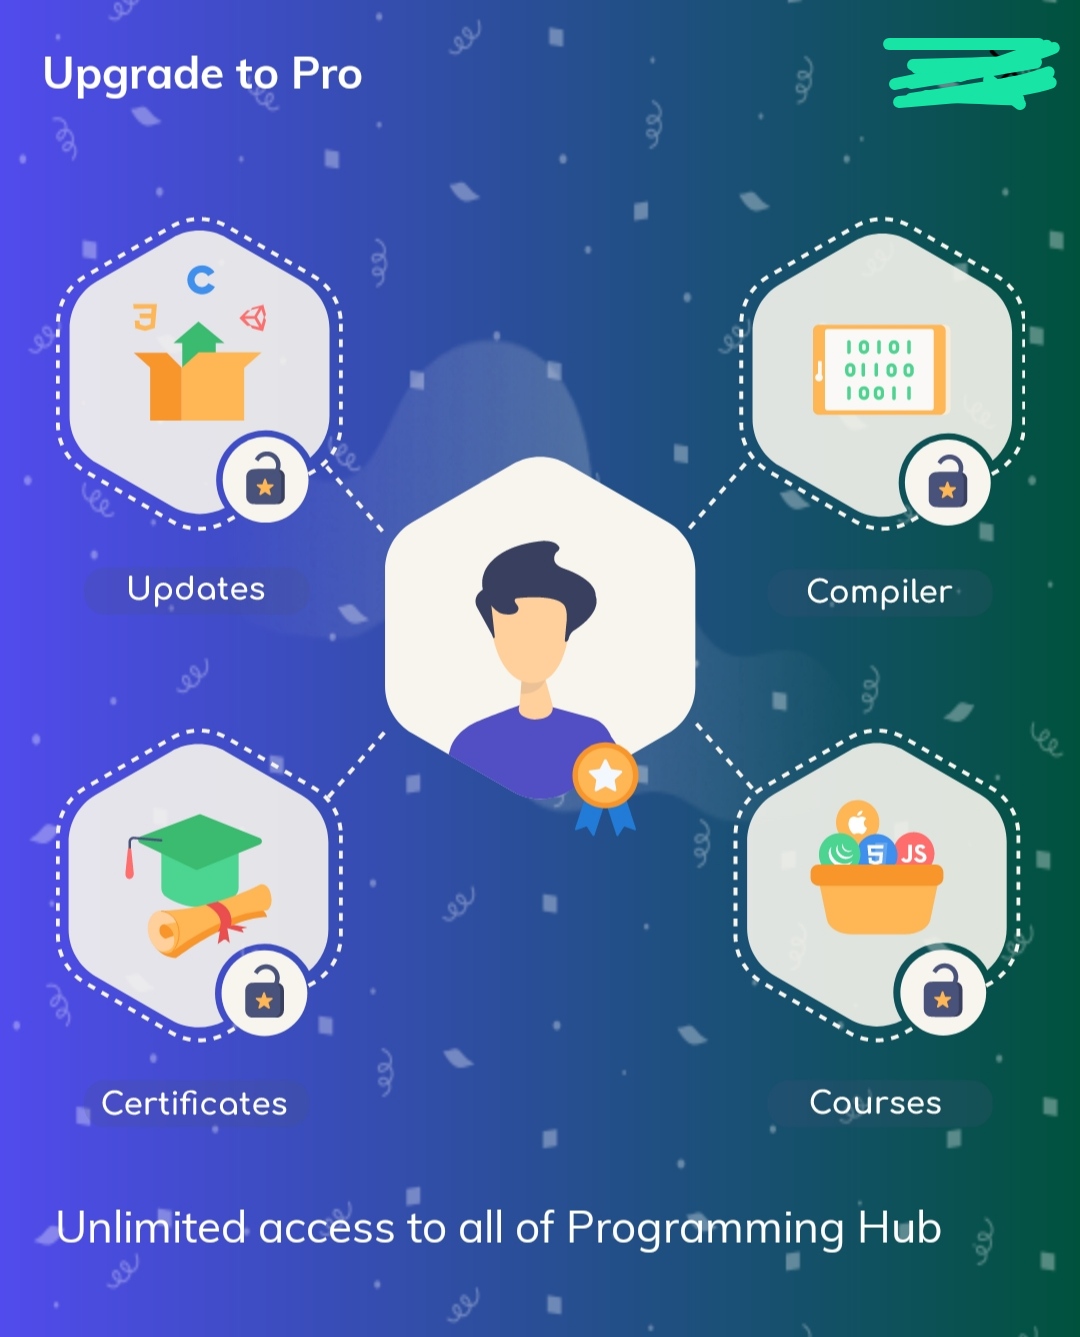 Upgrade to Pro
C
3
10101
01100
10011
Updates
Compiler
5
JS
Certificates
Courses
Unlimited access to all of Programming Hub